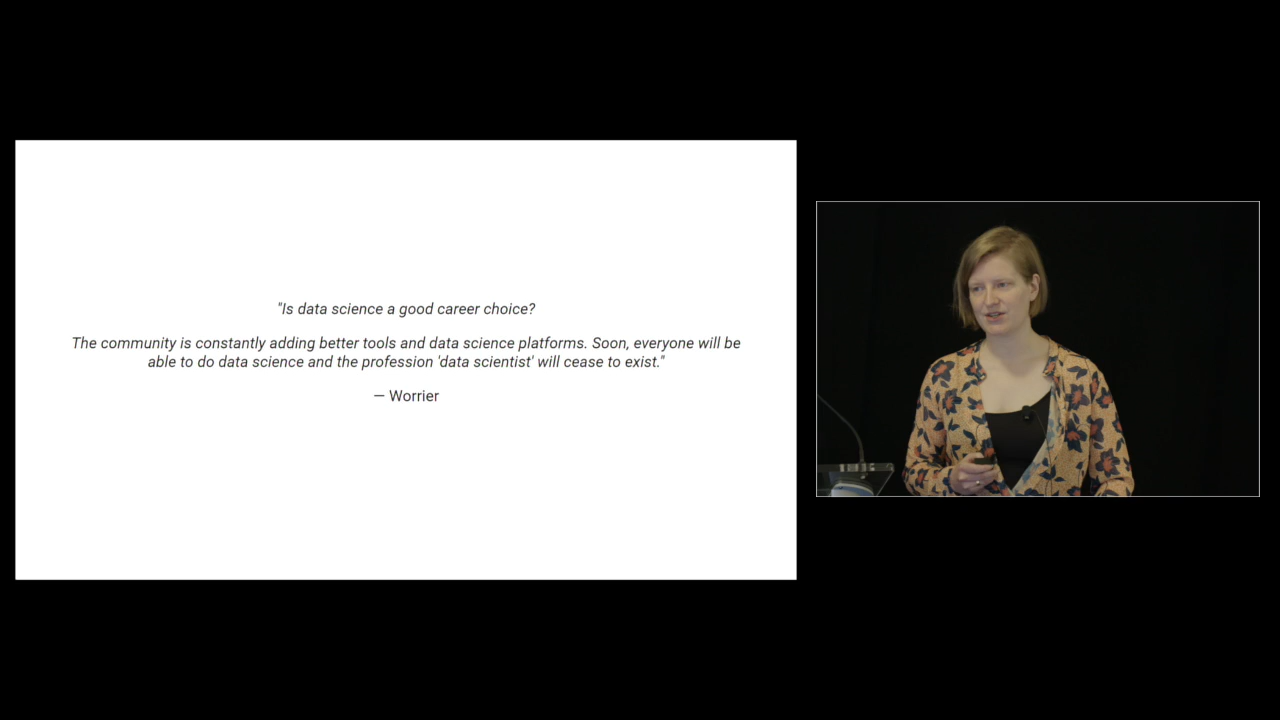 "Is data science a good career choice?
The community is constantly adding better tools and data science platforms. Soon, everyone will be
able to do data science and the profession 'data scientist' will cease to exist."
— Worrier